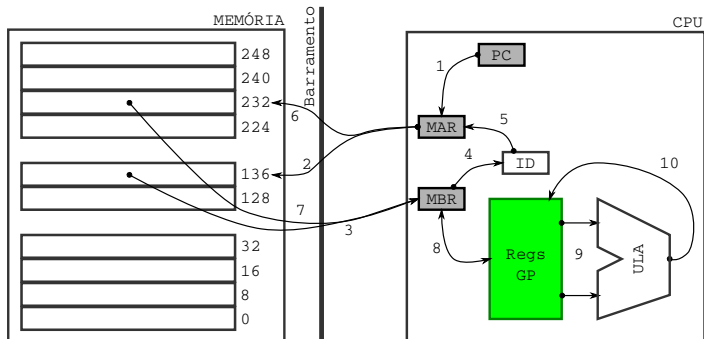 MEMÓRIA
Barramento
CPU
248
240
232
224
136
128
32
16
8
0
PC
1
MAR
5
6
2
4
ID
10
MBR
7
3
8
Regs
GP
9
ULA